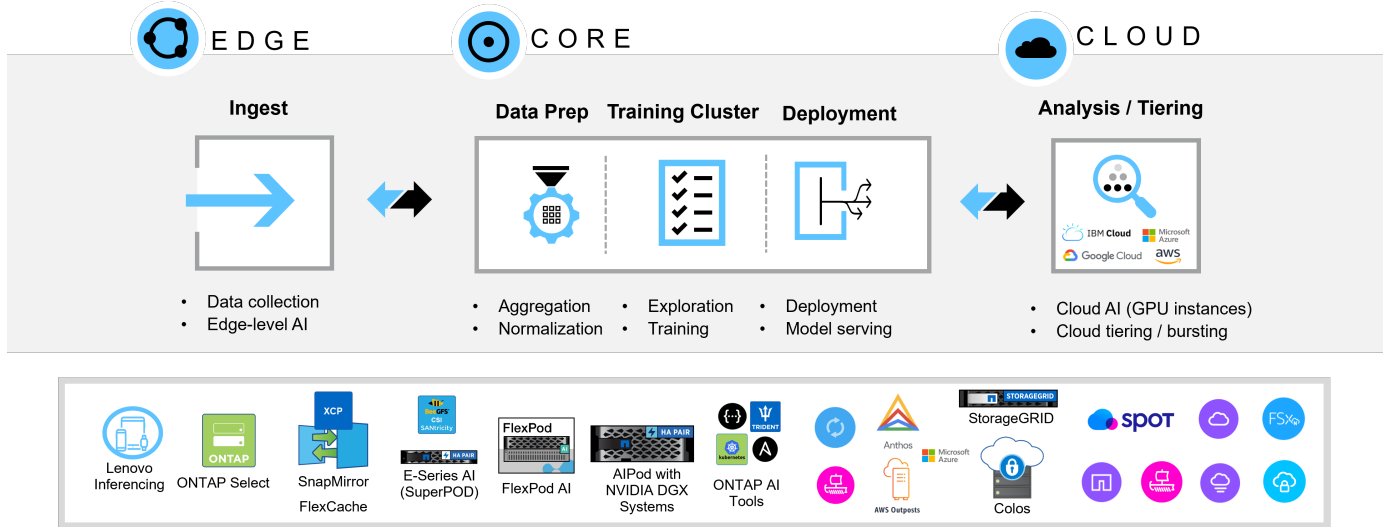 EDGE
CORE
CLOUD
Ingest
Data Prep
Training Cluster
Deployment
Analysis / Tiering
IBM Cloud
Microsoft
Azure
Google Cloud
aws
• Data collection
• Edge-level AI
• Aggregation
• Normalization
• Exploration
• Training
• Deployment
• Model serving
• Cloud AI (GPU instances)
• Cloud tiering / bursting
Lenovo
Inferencing
ONTAP
ONTAP Select
XCP
SnapMirror
FlexCache
BeeGFS
CSI
SANtricity
HA PAIR
E-Series AI
(SuperPOD)
FlexPod
AI
FlexPod AI
HA PAIR
AIPod with
NVIDIA DGX
Systems
{··}
TRIDENT
kubernetes
A
ONTAP AI
Tools
Anthos
Microsoft
Azure
AWS Outposts
STORAGEGRID
StorageGRID
Colos
spot
FSx